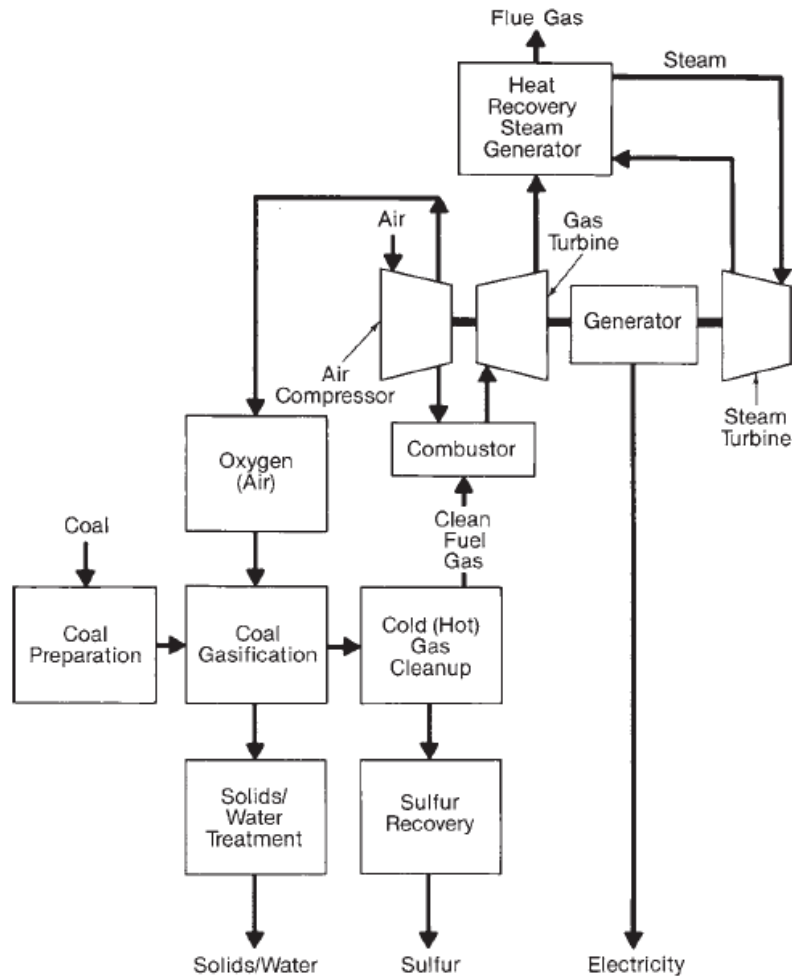 Flue Gas
Steam
Heat
Recovery
Steam
Generator
Air
Gas
Turbine
Generator
Air
Compressor
Steam
Turbine
Oxygen
(Air)
Combustor
Coal
Clean
Fuel
Gas
Coal
Preparation
Coal
Gasification
Cold (Hot)
Gas
Cleanup
Solids/
Water
Treatment
Sulfur
Recovery
Solids/Water
Sulfur
Electricity